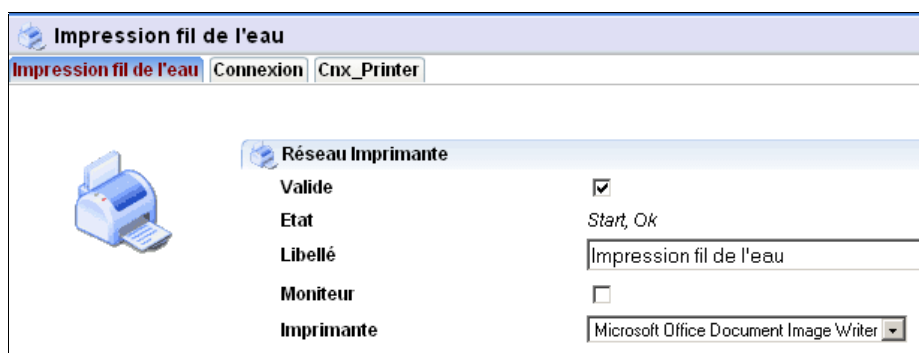 Impression fil de l'eau
Impression fil de l'eau Connexion Cnx_Printer
Réseau Imprimante
Valide
Etat Start, Ok
Libellé Impression fil de l'eau
Moniteur
Imprimante Microsoft Office Document Image Writer